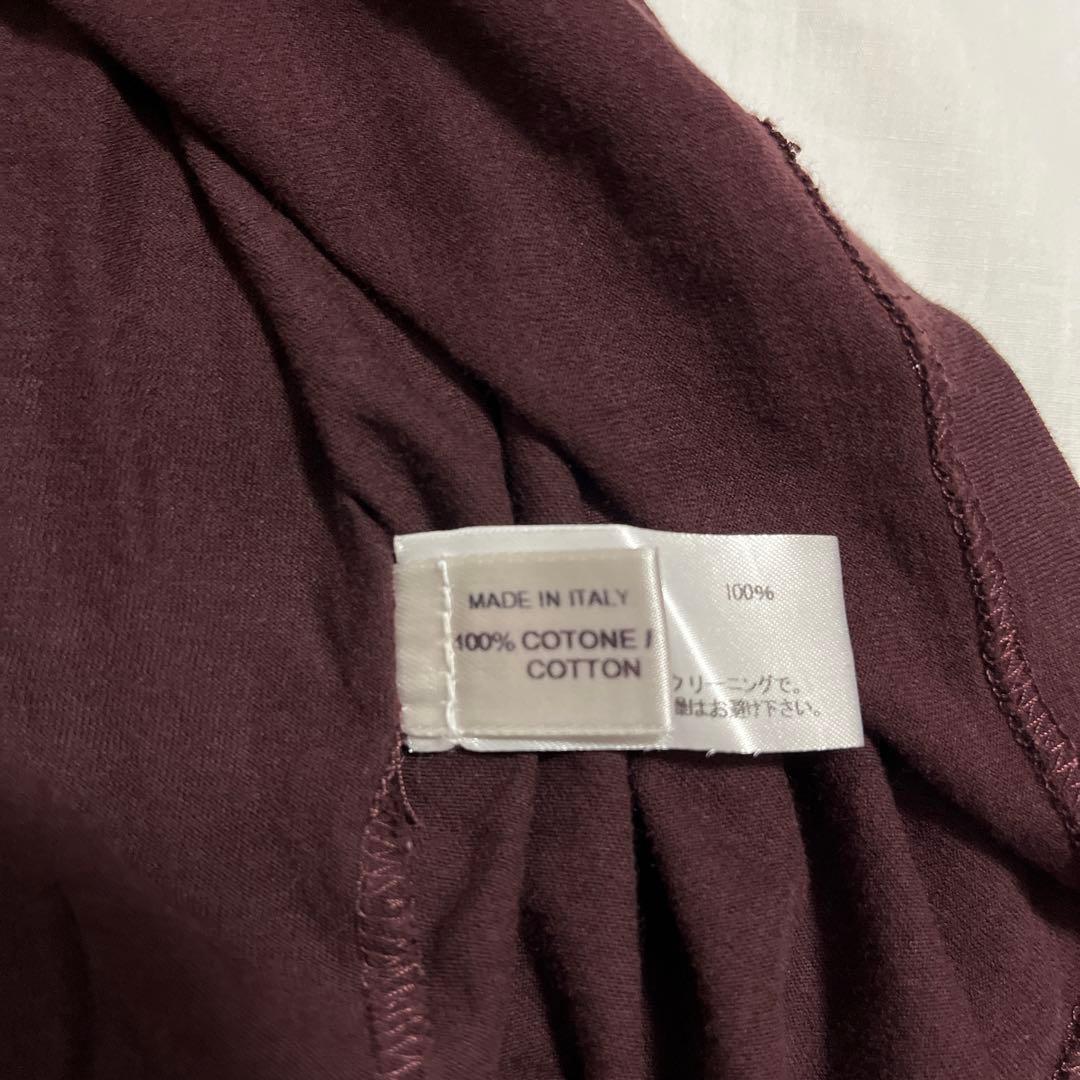 MADE IN ITALY
100% COTONE /
COTTON
100%
クリーニングで。
はお避け下さい。